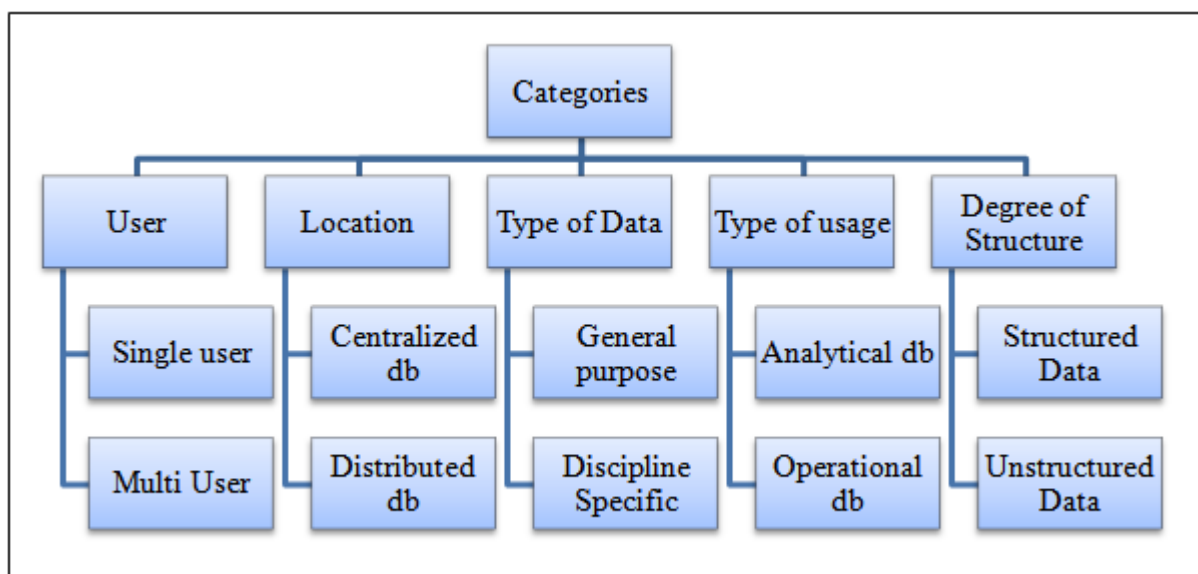 Categories
User
Location
Type of Data
Type of usage
Degree of
Structure
Single user
Centralized
db
General
purpose
Analytical db
Structured
Data
Multi User
Distributed
db
Discipline
Specific
Operational
db
Unstructured
Data